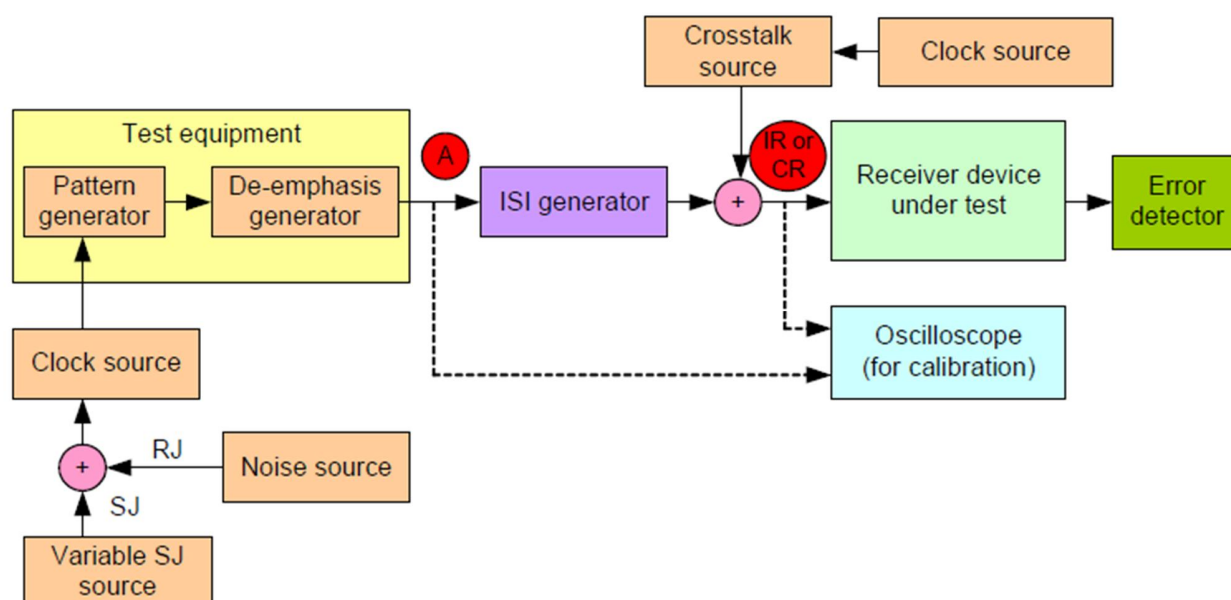 Crosstalk
source
Clock source
Test equipment
A
IR or
CR
Pattern
generator
De-emphasis
generator
ISI generator
+
Receiver device
under test
Error
detector
Clock source
Oscilloscope
(for calibration)
+
RJ
Noise source
SJ
Variable SJ
source